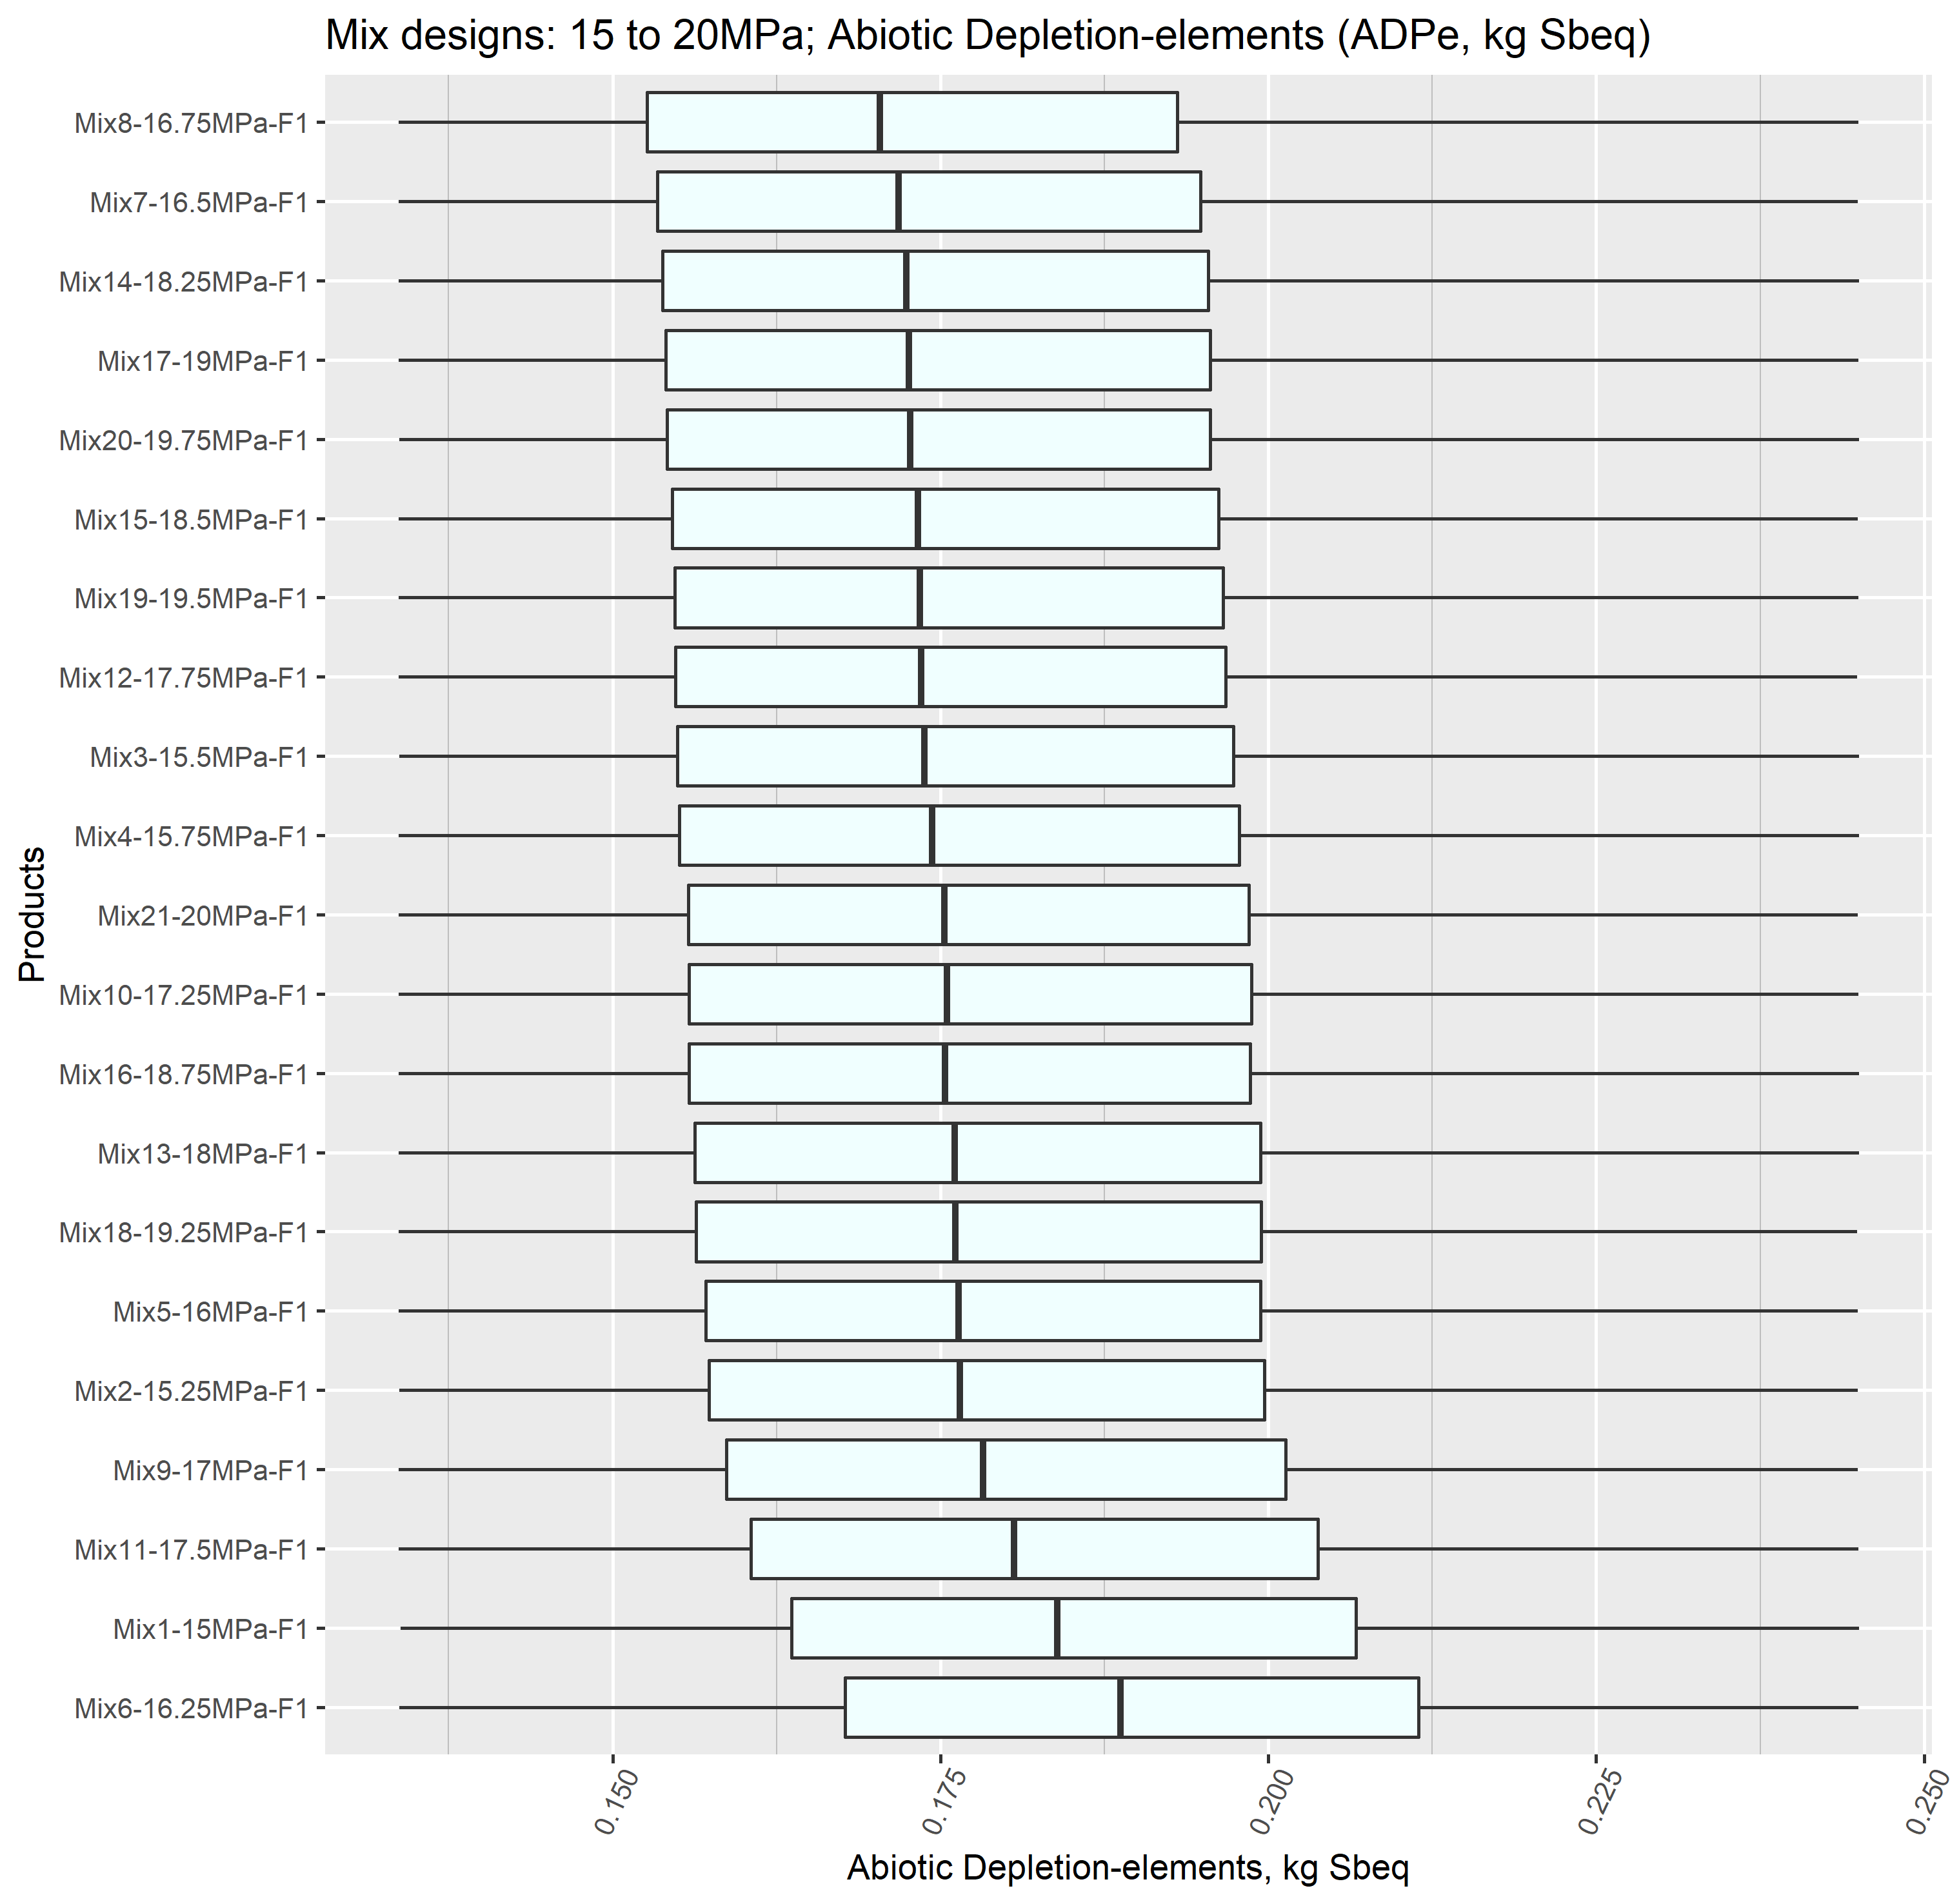 Mix designs: 15 to 20MPa; Abiotic Depletion-elements (ADPe, kg Sbeq)
Products
Mix8-16.75MPa-F1
Mix7-16.5MPa-F1
Mix14-18.25MPa-F1
Mix17-19MPa-F1
Mix20-19.75MPa-F1
Mix15-18.5MPa-F1
Mix19-19.5MPa-F1
Mix12-17.75MPa-F1
Mix3-15.5MPa-F1
Mix4-15.75MPa-F1
Mix21-20MPa-F1
Mix10-17.25MPa-F1
Mix16-18.75MPa-F1
Mix13-18MPa-F1
Mix18-19.25MPa-F1
Mix5-16MPa-F1
Mix2-15.25MPa-F1
Mix9-17MPa-F1
Mix11-17.5MPa-F1
Mix1-15MPa-F1
Mix6-16.25MPa-F1
0.150
0.175
0.200
0.225
0.250
Abiotic Depletion-elements, kg Sbeq